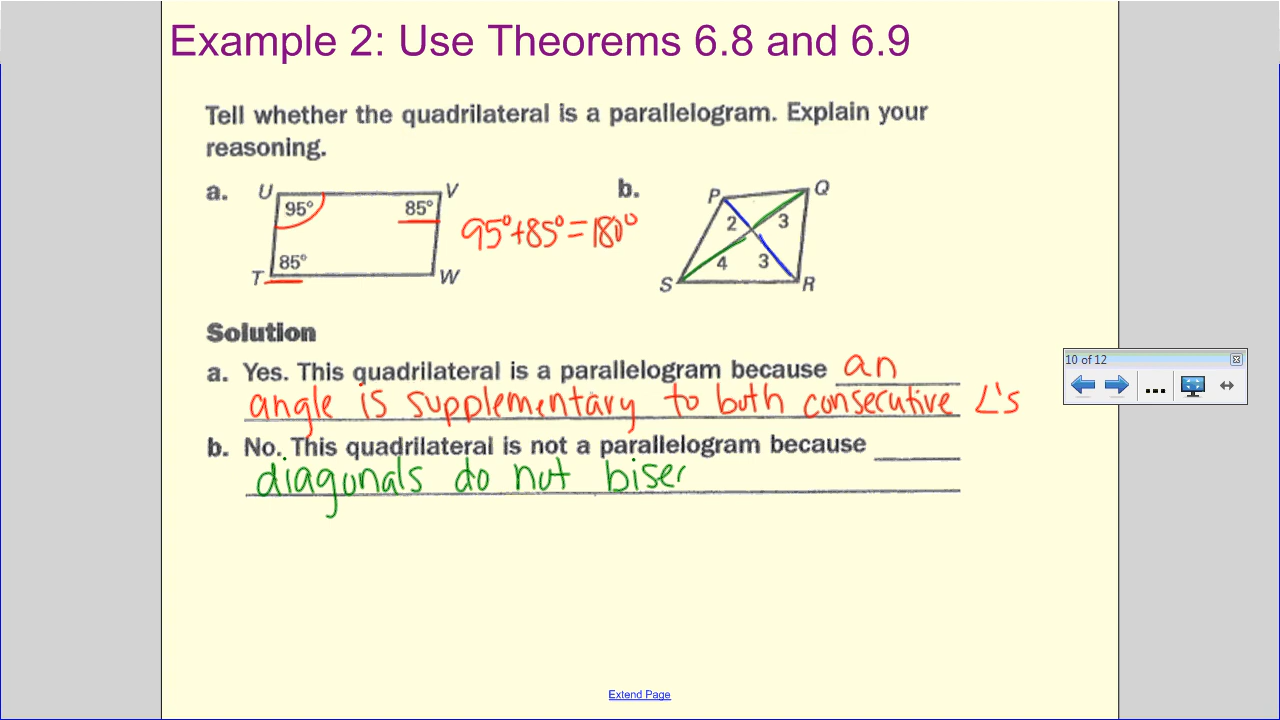 Example 2: Use Theorems 6.8 and 6.9
Tell whether the quadrilateral is a parallelogram. Explain your
reasoning.
a.
U
V
95°
85°
85°
T
W
95°+85°=180°
b.
P
Q
2
3
4
3
S
R
Solution
a. Yes. This quadrilateral is a parallelogram because an
angle is supplementary to both consecutive ∠'s
b. No. This quadrilateral is not a parallelogram because
diagonals do not biser
10 of 12
...
Extend Page